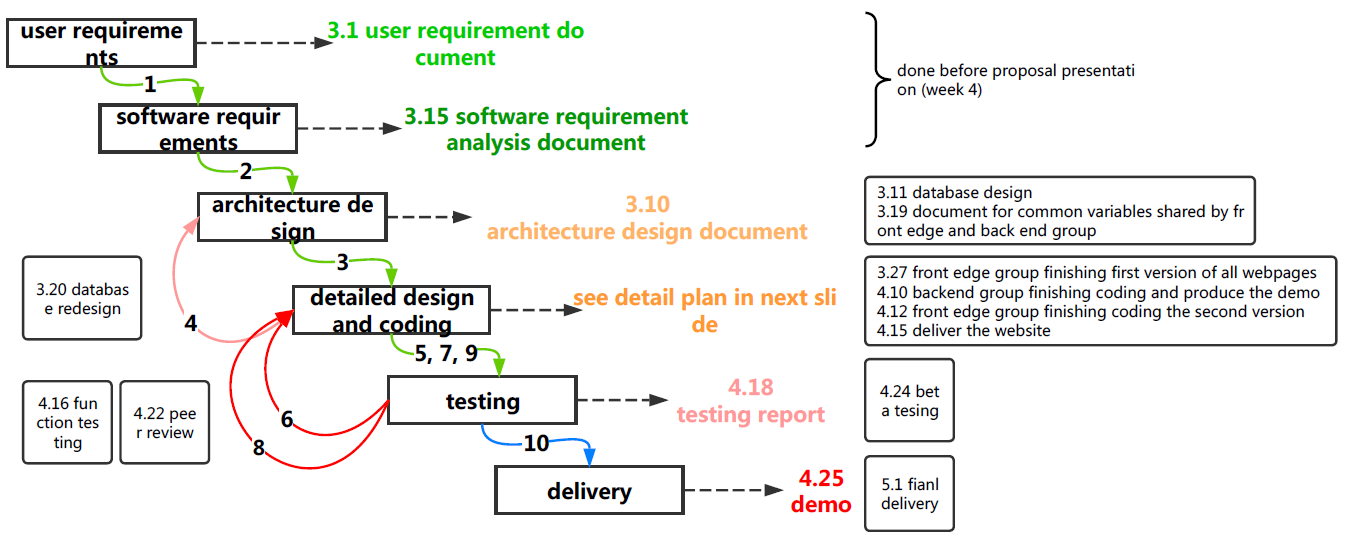 user requireme
nts
3.1 user requirement do
cument
done before proposal presentati
on (week 4)
1
software requir
ements
3.15 software requirement
analysis document
2
architecture de
sign
3.10
architecture design document
3.11 database design
3.19 document for common variables shared by fr
ont edge and back end group
3
3.20 databas
e redesign
4
detailed design
and coding
see detail plan in next sli
de
3.27 front edge group finishing first version of all webpages
4.10 backend group finishing coding and produce the demo
4.12 front edge group finishing coding the second version
4.15 deliver the website
5, 7, 9
4.16 fun
ction tes
ting
4.22 pee
r review
6
8
testing
4.18
testing report
4.24 bet
a tesing
10
delivery
4.25
demo
5.1 fianl
delivery